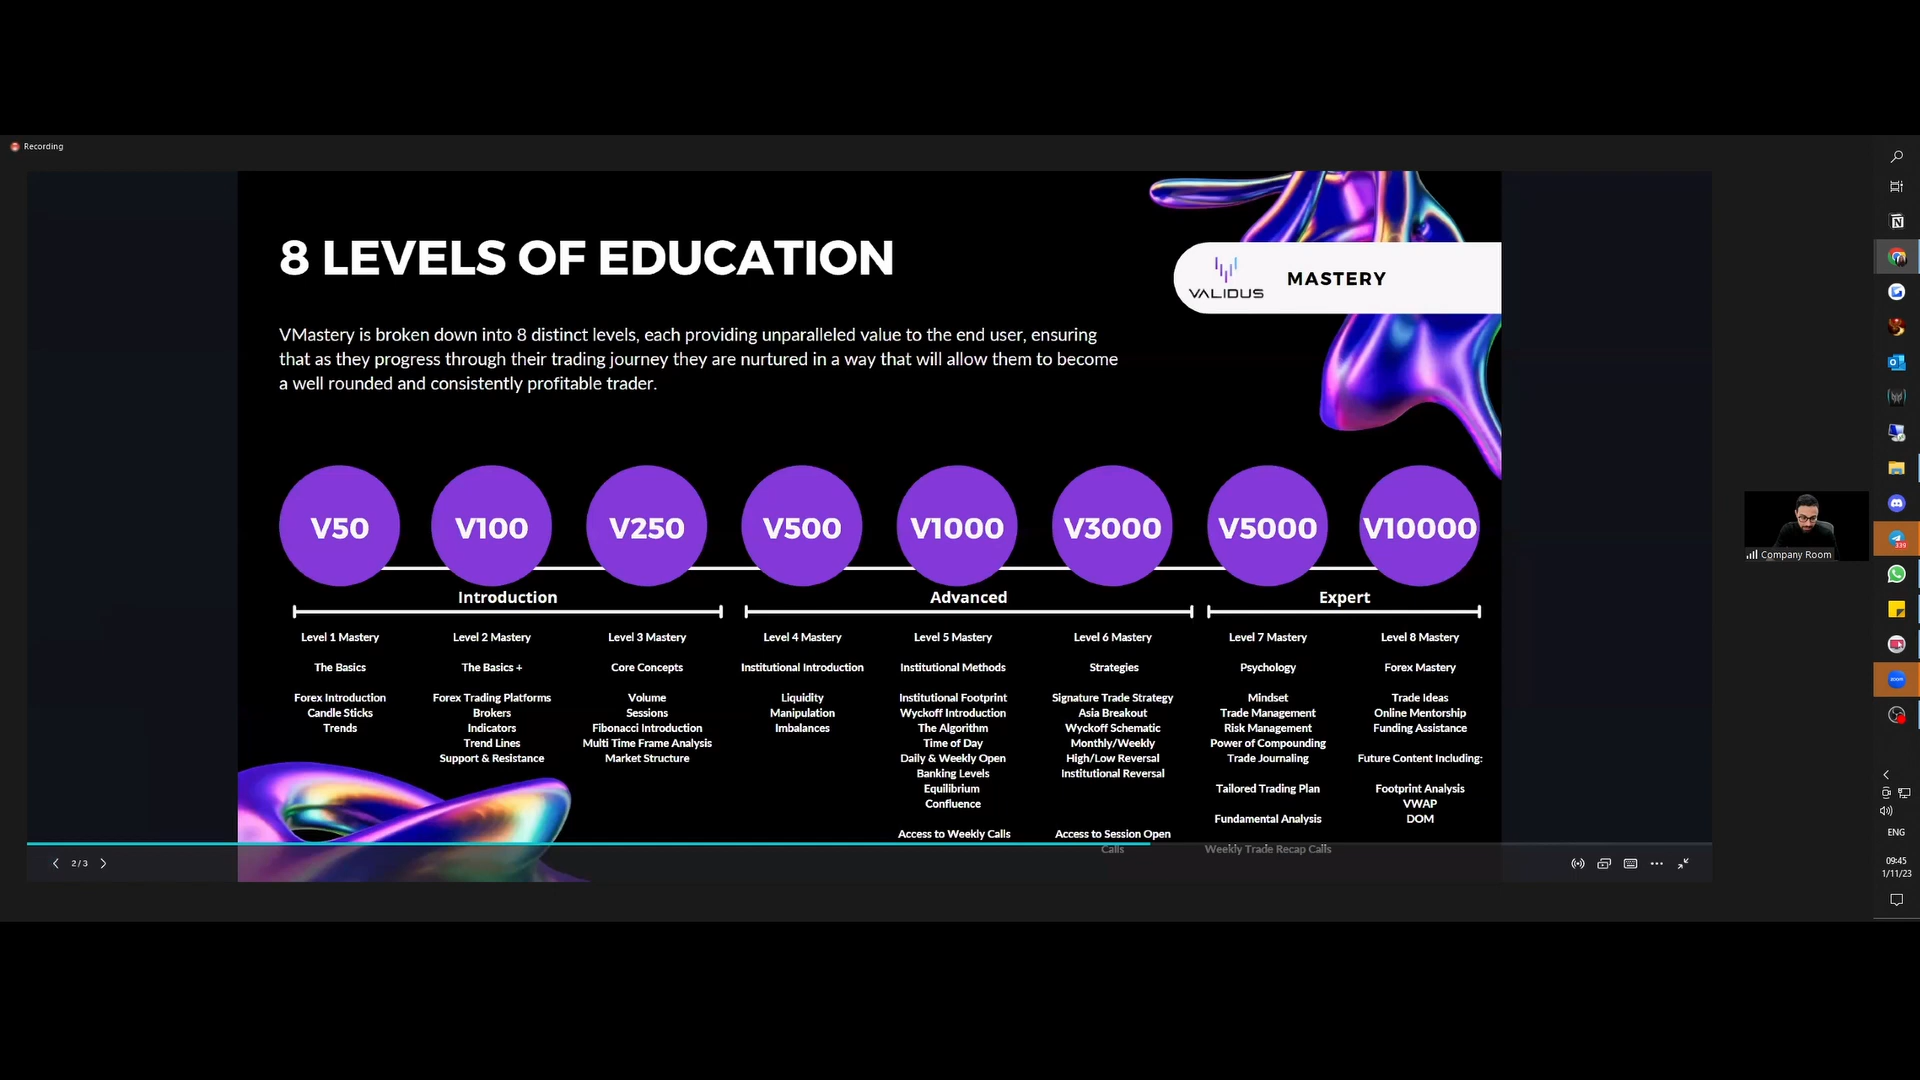 Recording
8 LEVELS OF EDUCATION
VALIDUS
MASTERY
VMastery is broken down into 8 distinct levels, each providing unparalleled value to the end user, ensuring
that as they progress through their trading journey they are nurtured in a way that will allow them to become
a well rounded and consistently profitable trader.
V50
V100
V250
V500
V1000
V3000
V5000
V10000
Introduction
Advanced
Expert
Level 1 Mastery
The Basics
Forex Introduction
Candle Sticks
Trends
Level 2 Mastery
The Basics +
Forex Trading Platforms
Brokers
Indicators
Trend Lines
Support & Resistance
Level 3 Mastery
Core Concepts
Volume
Sessions
Fibonacci Introduction
Multi Time Frame Analysis
Market Structure
Level 4 Mastery
Institutional Introduction
Liquidity
Manipulation
Imbalances
Level 5 Mastery
Institutional Methods
Institutional Footprint
Wyckoff Introduction
The Algorithm
Time of Day
Daily & Weekly Open
Banking Levels
Equilibrium
Confluence
Access to Weekly Calls
Level 6 Mastery
Strategies
Signature Trade Strategy
Asia Breakout
Wyckoff Schematic
Monthly/Weekly
High/Low Reversal
Institutional Reversal
Access to Session Open
Calls
Level 7 Mastery
Psychology
Mindset
Trade Management
Risk Management
Power of Compounding
Trade Journaling
Tailored Trading Plan
Fundamental Analysis
Weekly Trade Recap Calls
Level 8 Mastery
Forex Mastery
Trade Ideas
Online Mentorship
Funding Assistance
Future Content Including:
Footprint Analysis
VWAP
DOM
2/3
Company Room
339
zoom
ENG
09:45
1/11/23